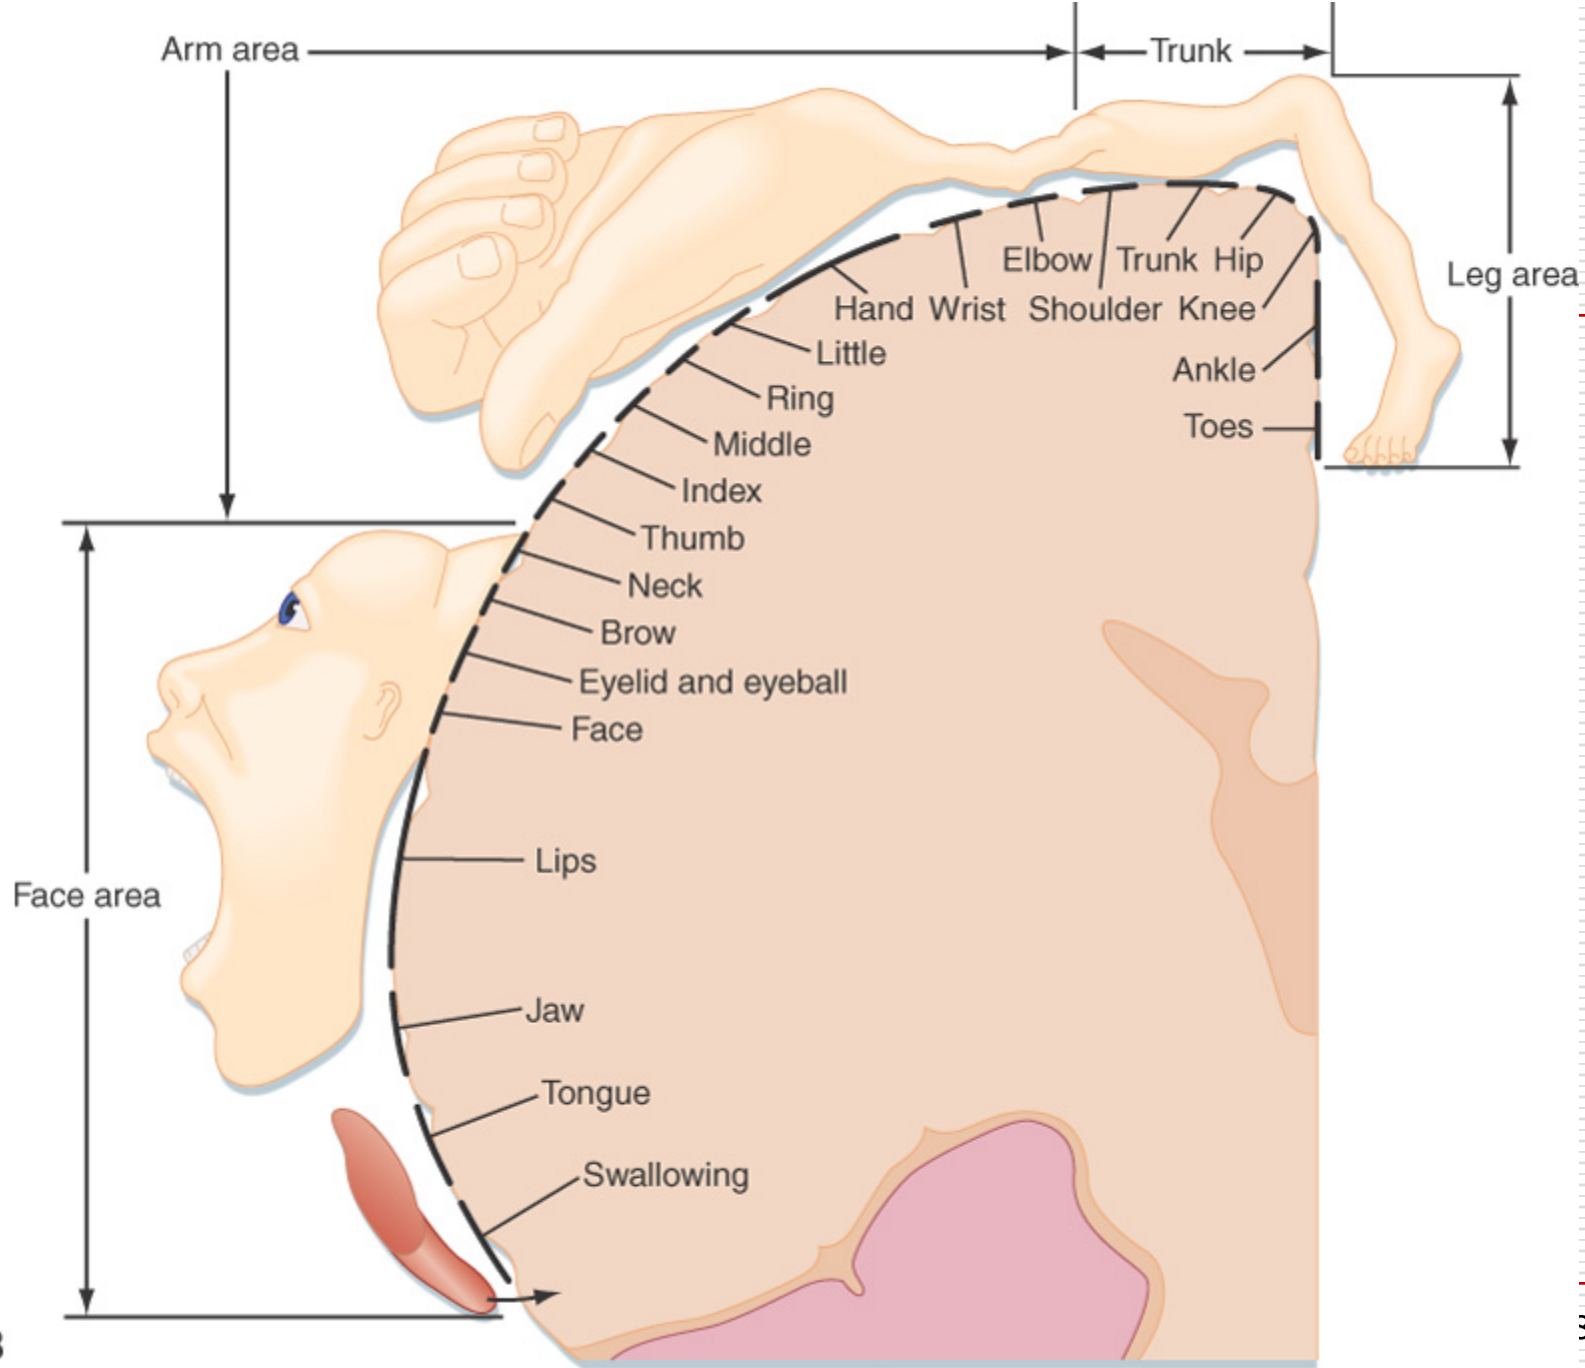 Arm area
Trunk
Elbow Trunk Hip
Leg area
Hand Wrist Shoulder Knee
Little
Ankle
Ring
Toes
Middle
Index
Thumb
Neck
Brow
Eyelid and eyeball
Face
Lips
Face area
Jaw
Tongue
Swallowing